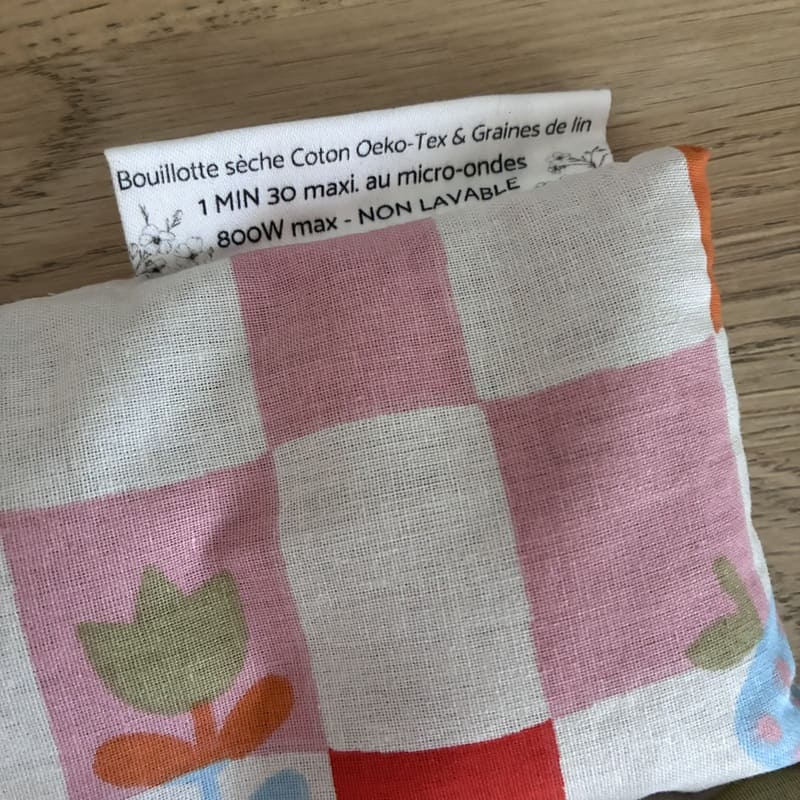 Bouillotte sèche Coton Oeko-Tex & Graines de lin
1 MIN 30 maxi. au micro-ondes
800W max - NON LAVABLE